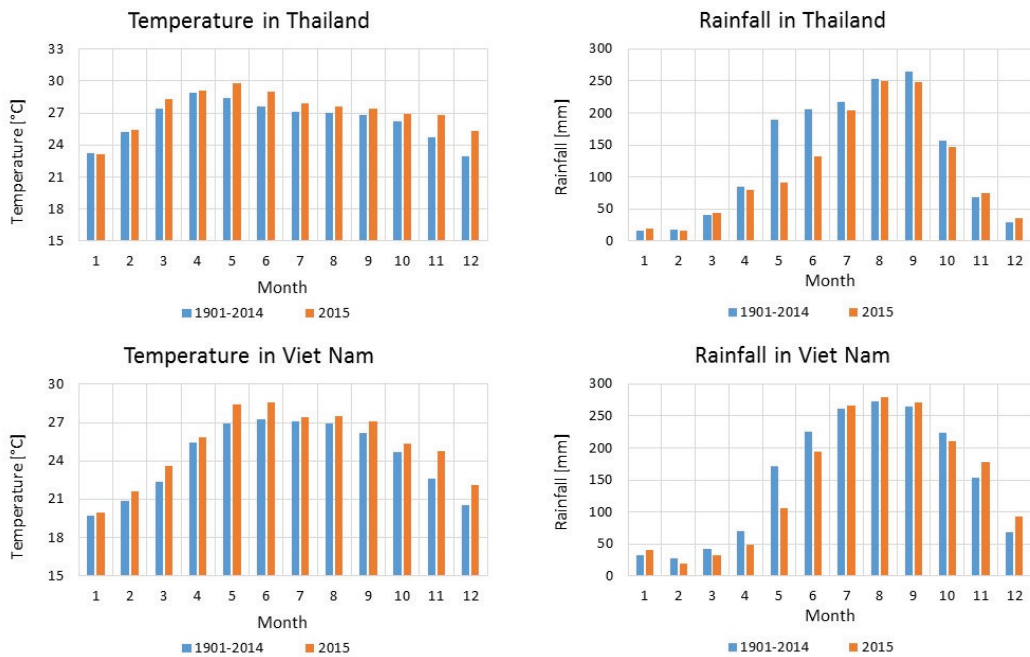 Temperature in Thailand
33
30
27
24
21
18
15
Temperature [°C]
1 2 3 4 5 6 7 8 9 10 11 12
Month
1901-2014 2015
Rainfall in Thailand
300
250
200
150
100
50
0
Rainfall [mm]
1 2 3 4 5 6 7 8 9 10 11 12
Month
1901-2014 2015
Temperature in Viet Nam
30
27
24
21
18
15
Temperature [°C]
1 2 3 4 5 6 7 8 9 10 11 12
Month
1901-2014 2015
Rainfall in Viet Nam
300
250
200
150
100
50
0
Rainfall [mm]
1 2 3 4 5 6 7 8 9 10 11 12
Month
1901-2014 2015